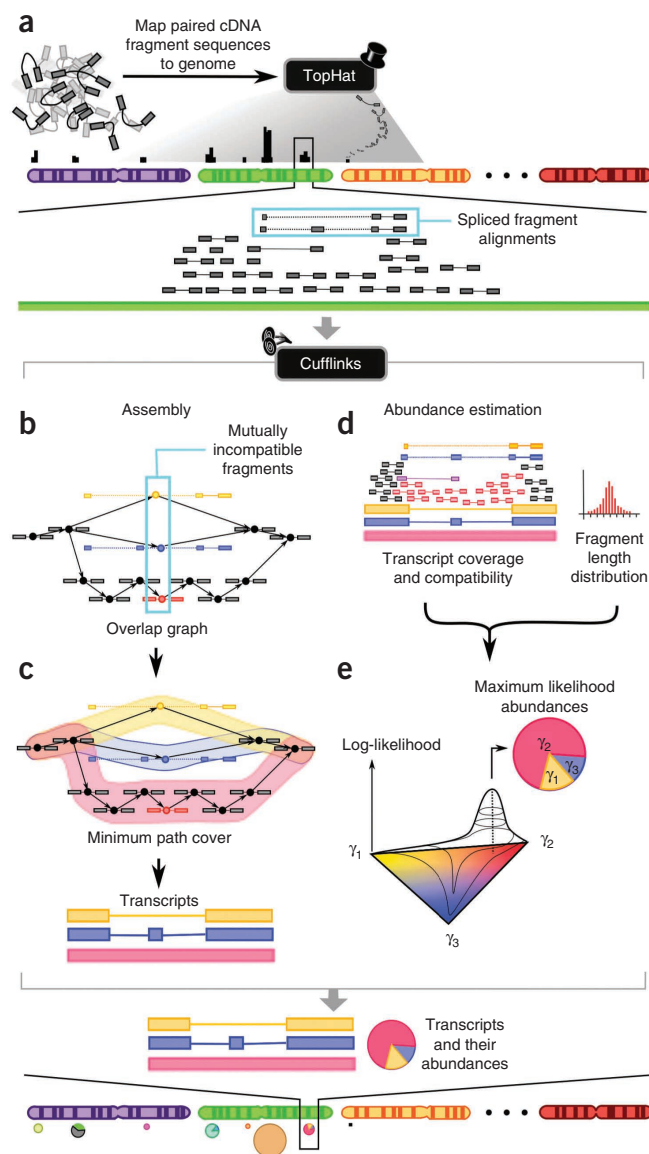 a
Map paired cDNA
fragment sequences
to genome
TopHat
Spliced fragment
alignments
Cufflinks
b
Assembly
Mutually
incompatible
fragments
Overlap graph
c
Minimum path cover
Transcripts
d
Abundance estimation
Transcript coverage
and compatibility
Fragment
length
distribution
e
Maximum likelihood
abundances
Log-likelihood
γ2
γ3
γ1
γ1
γ2
γ3
Transcripts
and their
abundances